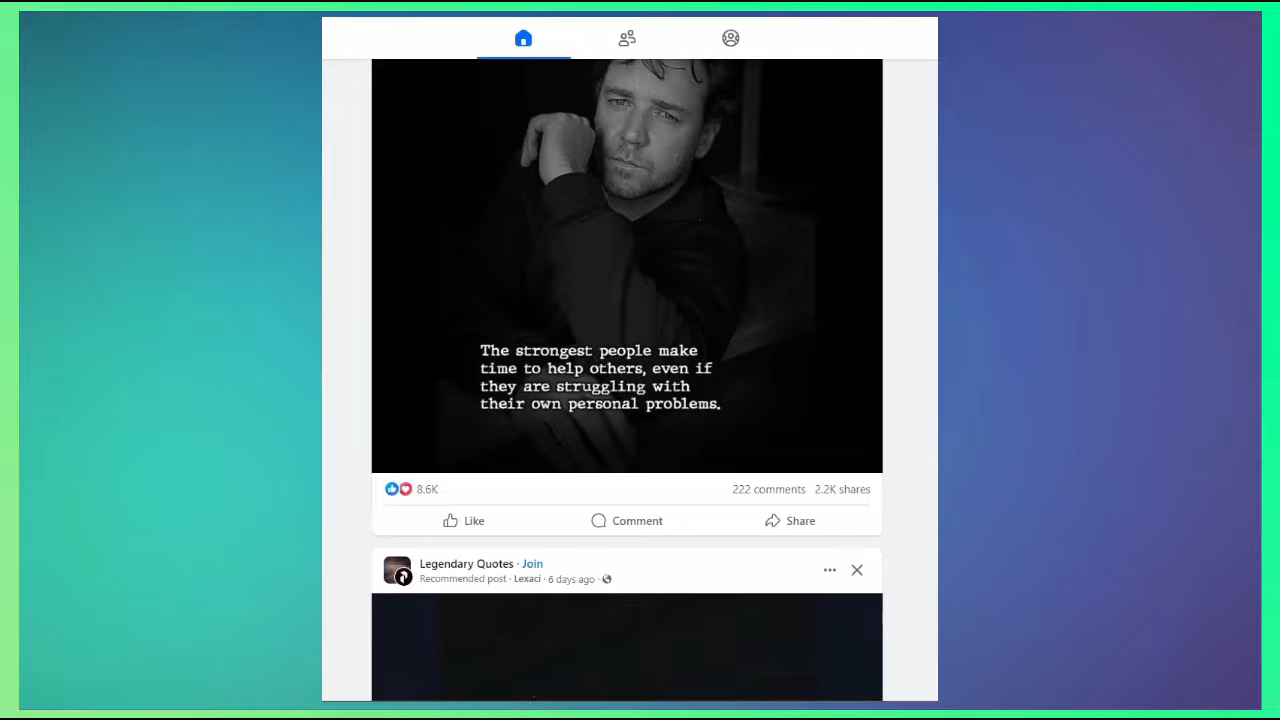 The strongest people make
time to help others, even if
they are struggling with
their own personal problems.
8.6K
222 comments 2.2K shares
Like Comment Share
Legendary Quotes · Join
Recommended post · Lexaci · 6 days ago ·